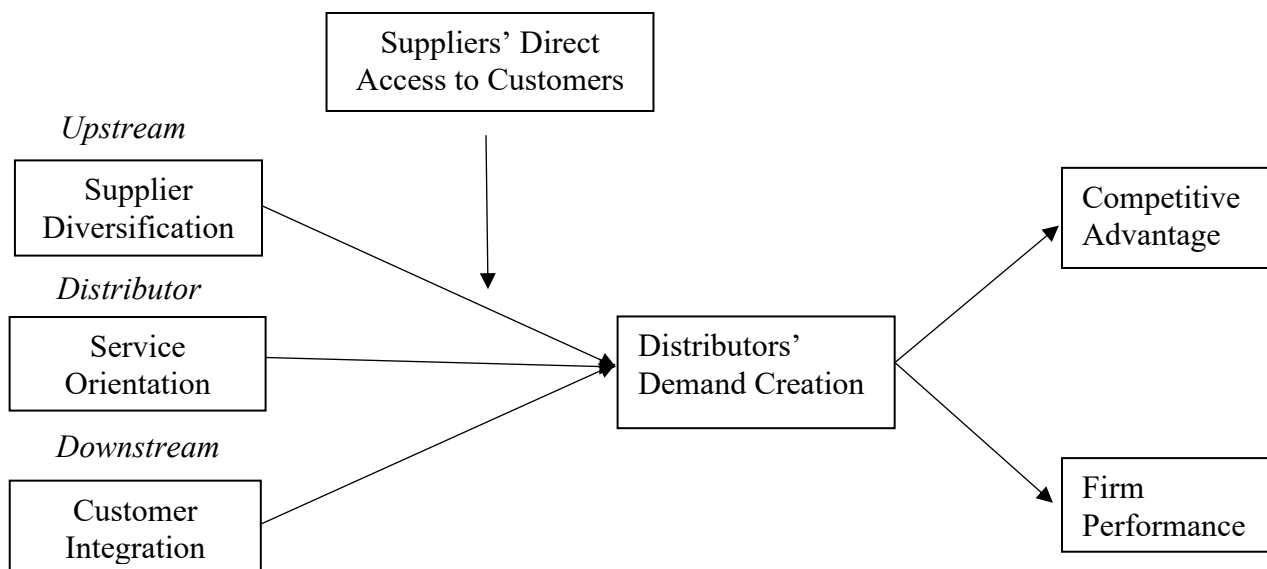 Suppliers’ Direct
Access to Customers
Upstream
Supplier
Diversification
Distributor
Service
Orientation
Downstream
Customer
Integration
Distributors’
Demand Creation
Competitive
Advantage
Firm
Performance